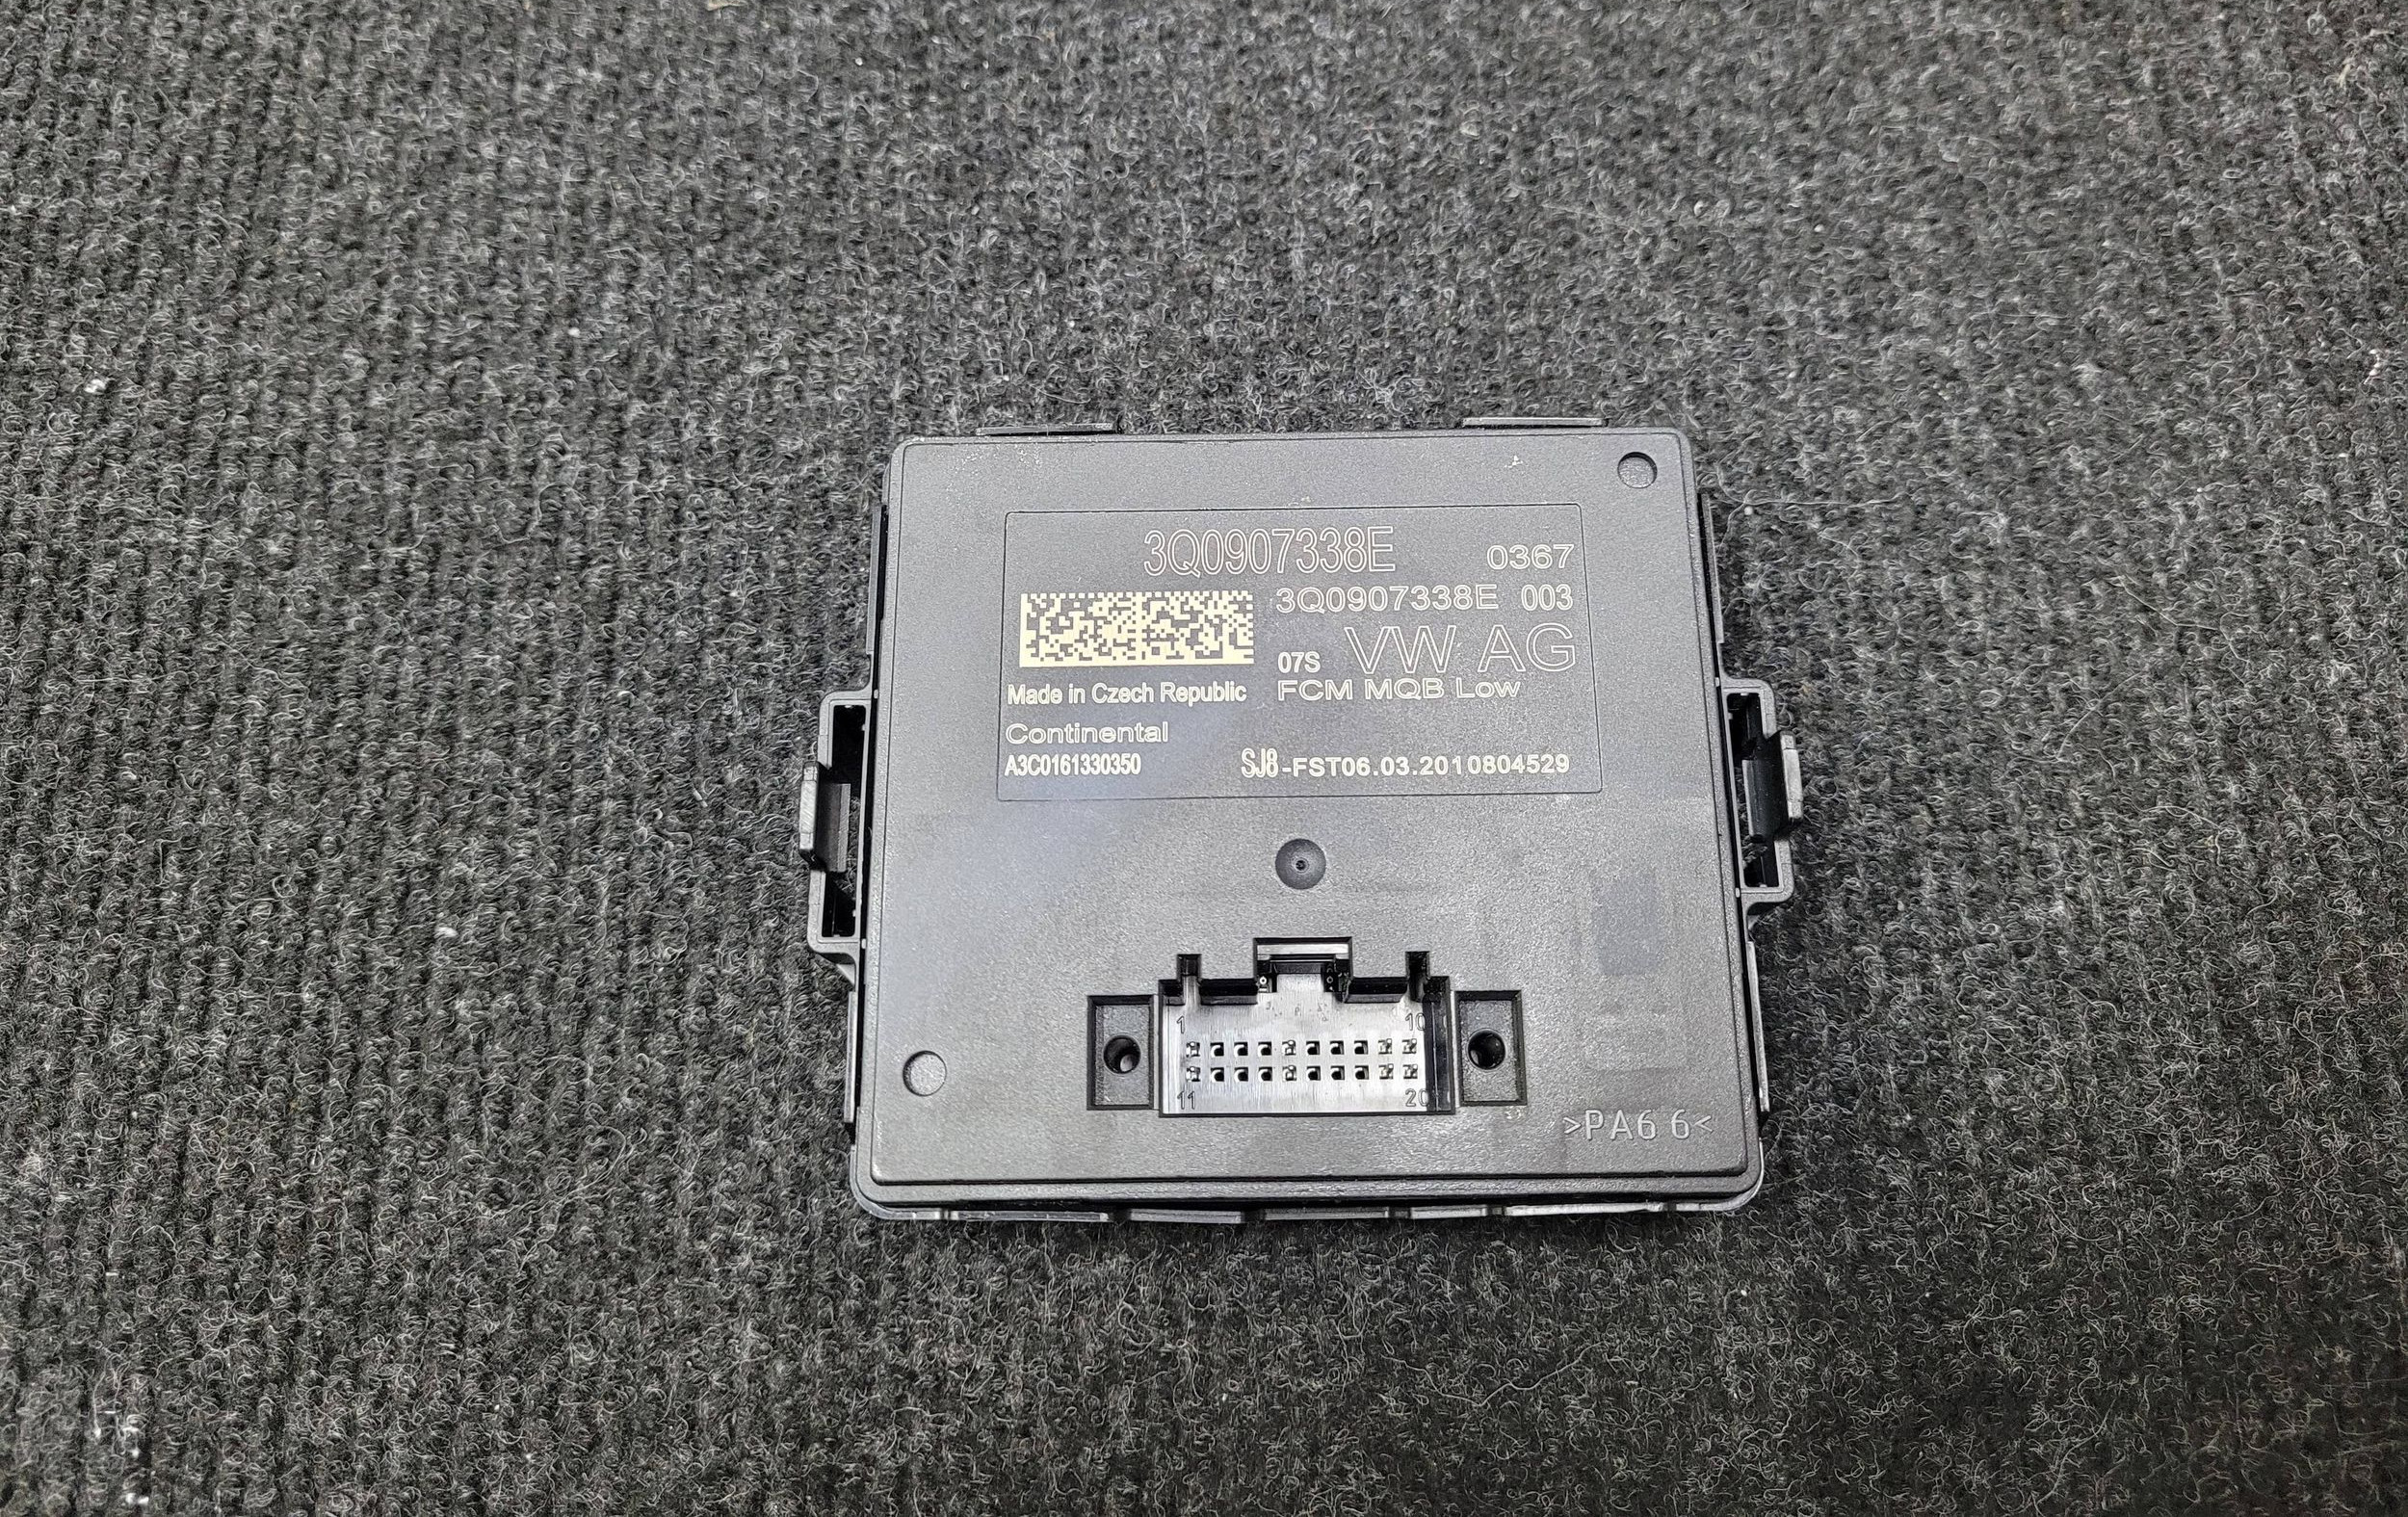 3Q0907338E 0367
3Q0907338E 003
07S VW AG
Made in Czech Republic FCM MQB Low
Continental
A3C0161330350 SJ8-FST06.03.2010804529
1 10
11 20
>PA6 6<